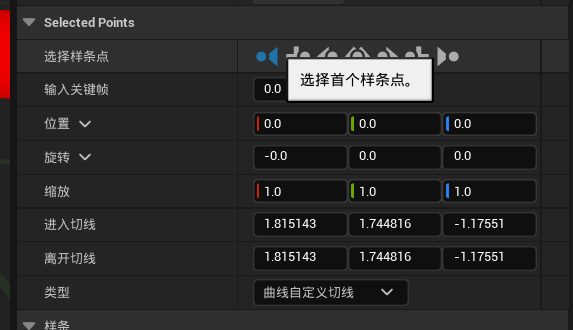 Selected Points
选择样条点
选择首个样条点。
输入关键帧 0.0
位置 0.0 0.0 0.0
旋转 -0.0 0.0 0.0
缩放 1.0 1.0 1.0
进入切线 1.815143 1.744816 -1.17551
离开切线 1.815143 1.744816 -1.17551
类型 曲线自定义切线
样条